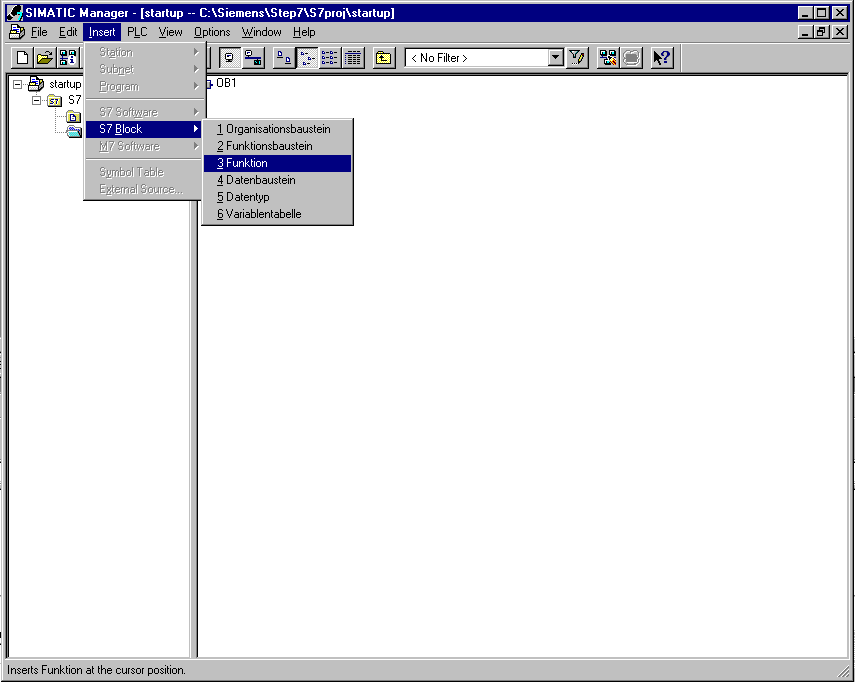 SIMATIC Manager - [startup -- C:\Siemens\Step7\S7proj\startup]
File Edit Insert PLC View Options Window Help
< No Filter >
Station
Subnet
Program
S7 Software
S7 Block
M7 Software
Symbol Table
External Source...
1 Organisationsbaustein
2 Funktionsbaustein
3 Funktion
4 Datenbaustein
5 Datentyp
6 Variablentabelle
startup
S7
OB1
Inserts Funktion at the cursor position.